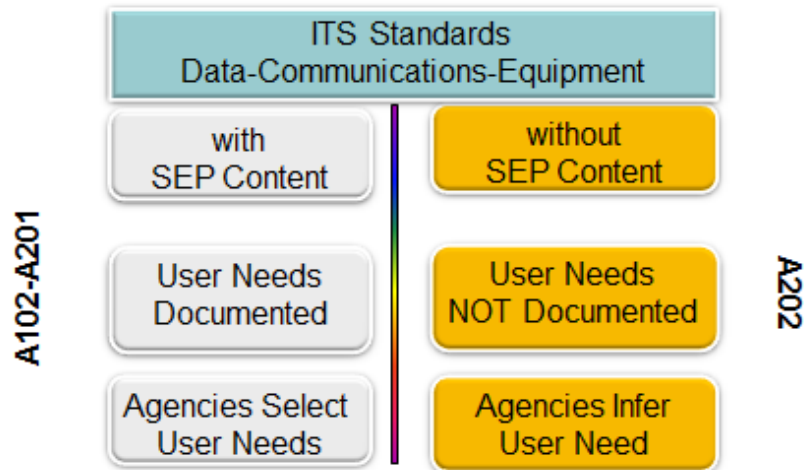 ITS Standards
Data-Communications-Equipment
with
SEP Content
without
SEP Content
A102-A201
User Needs
Documented
User Needs
NOT Documented
A202
Agencies Select
User Needs
Agencies Infer
User Need